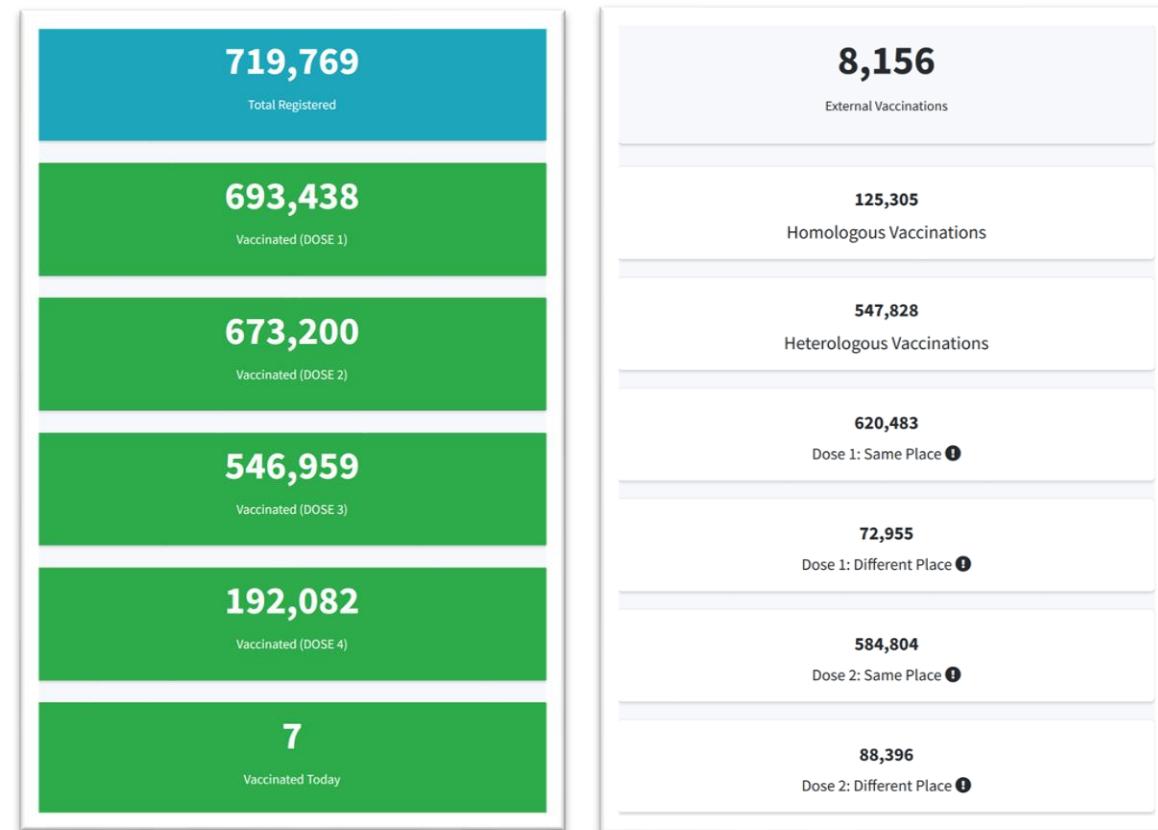 719,769
Total Registered
693,438
Vaccinated (DOSE 1)
673,200
Vaccinated (DOSE 2)
546,959
Vaccinated (DOSE 3)
192,082
Vaccinated (DOSE 4)
7
Vaccinated Today
8,156
External Vaccinations
125,305
Homologous Vaccinations
547,828
Heterologous Vaccinations
620,483
Dose 1: Same Place
72,955
Dose 1: Different Place
584,804
Dose 2: Same Place
88,396
Dose 2: Different Place